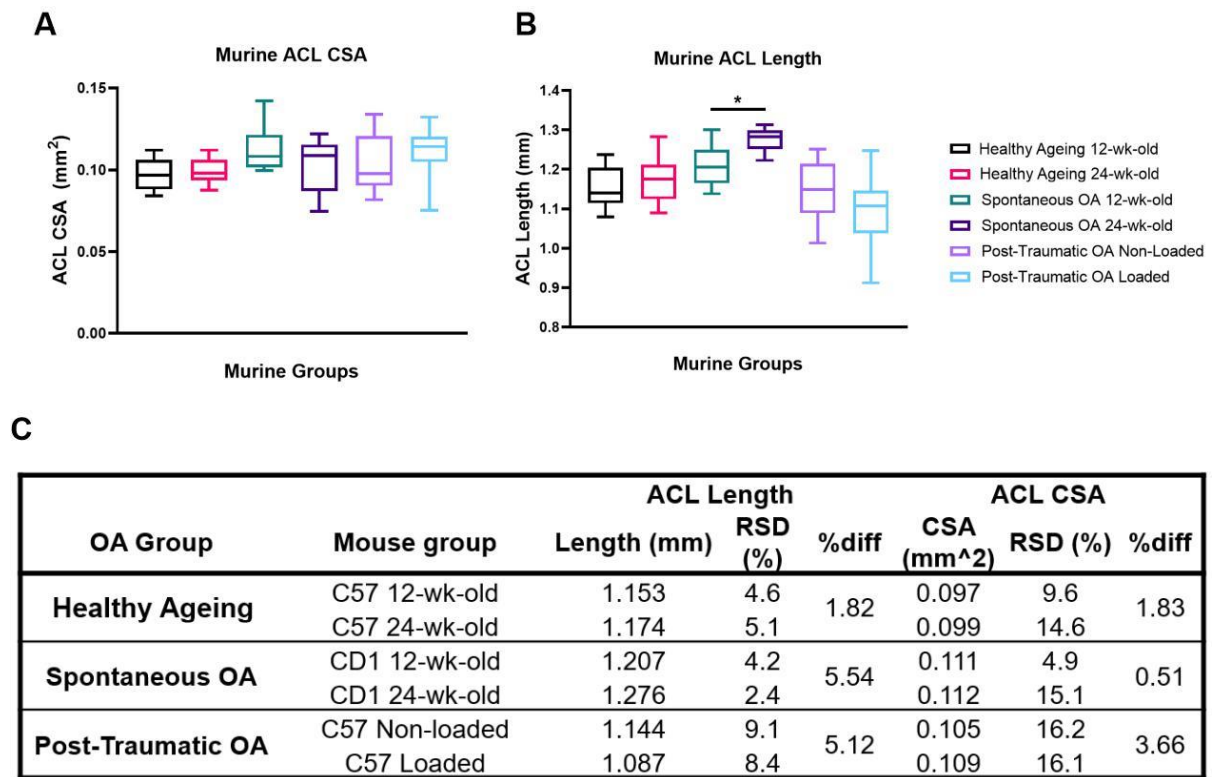 A
Murine ACL CSA
ACL CSA (mm²)
0.15
0.10
0.05
0.00
Murine Groups
B
Murine ACL Length
ACL Length (mm)
1.4
1.3
1.2
1.1
1.0
0.9
0.8
*
Murine Groups
Healthy Ageing 12-wk-old
Healthy Ageing 24-wk-old
Spontaneous OA 12-wk-old
Spontaneous OA 24-wk-old
Post-Traumatic OA Non-Loaded
Post-Traumatic OA Loaded
C
ACL Length ACL CSA
OA Group Mouse group Length (mm) RSD (%) %diff CSA (mm^2) RSD (%) %diff
Healthy Ageing C57 12-wk-old 1.153 4.6 1.82 0.097 9.6 1.83
C57 24-wk-old 1.174 5.1 0.099 14.6
Spontaneous OA CD1 12-wk-old 1.207 4.2 5.54 0.111 4.9 0.51
CD1 24-wk-old 1.276 2.4 0.112 15.1
Post-Traumatic OA C57 Non-loaded 1.144 9.1 5.12 0.105 16.2 3.66
C57 Loaded 1.087 8.4 0.109 16.1